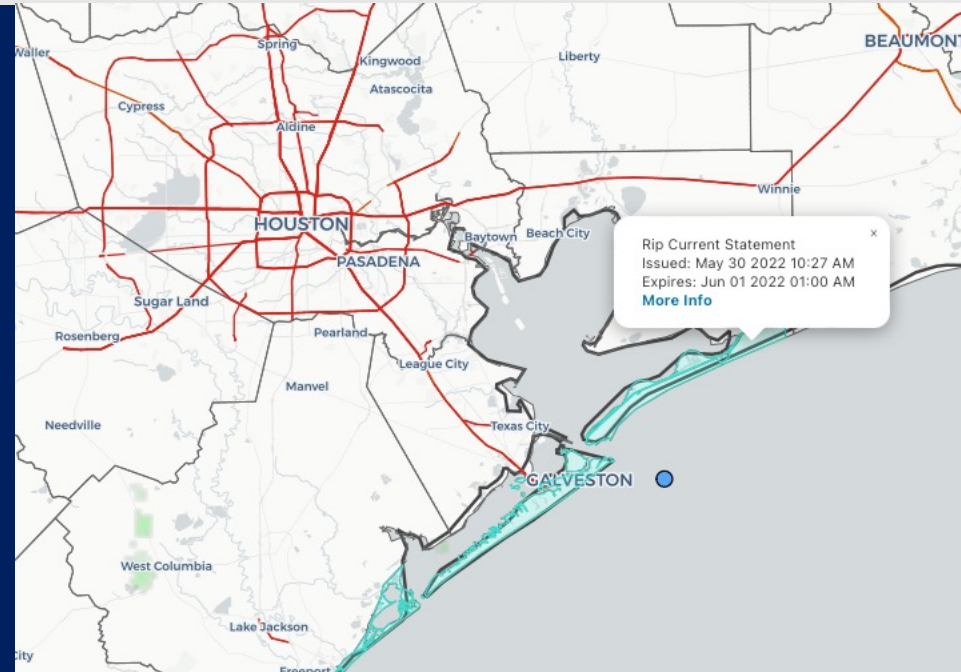 Waller
Spring
Kingwood
Liberty
BEAUMONT
Atascocita
Cypress
Aldine
Winnie
HOUSTON
Baytown
Beach City
PASADENA
×
Rip Current Statement
Issued: May 30 2022 10:27 AM
Expires: Jun 01 2022 01:00 AM
More Info
Sugar Land
Rosenberg
Pearland
League City
Manvel
Needville
Texas City
GALVESTON
West Columbia
Lake Jackson
City
Freeport